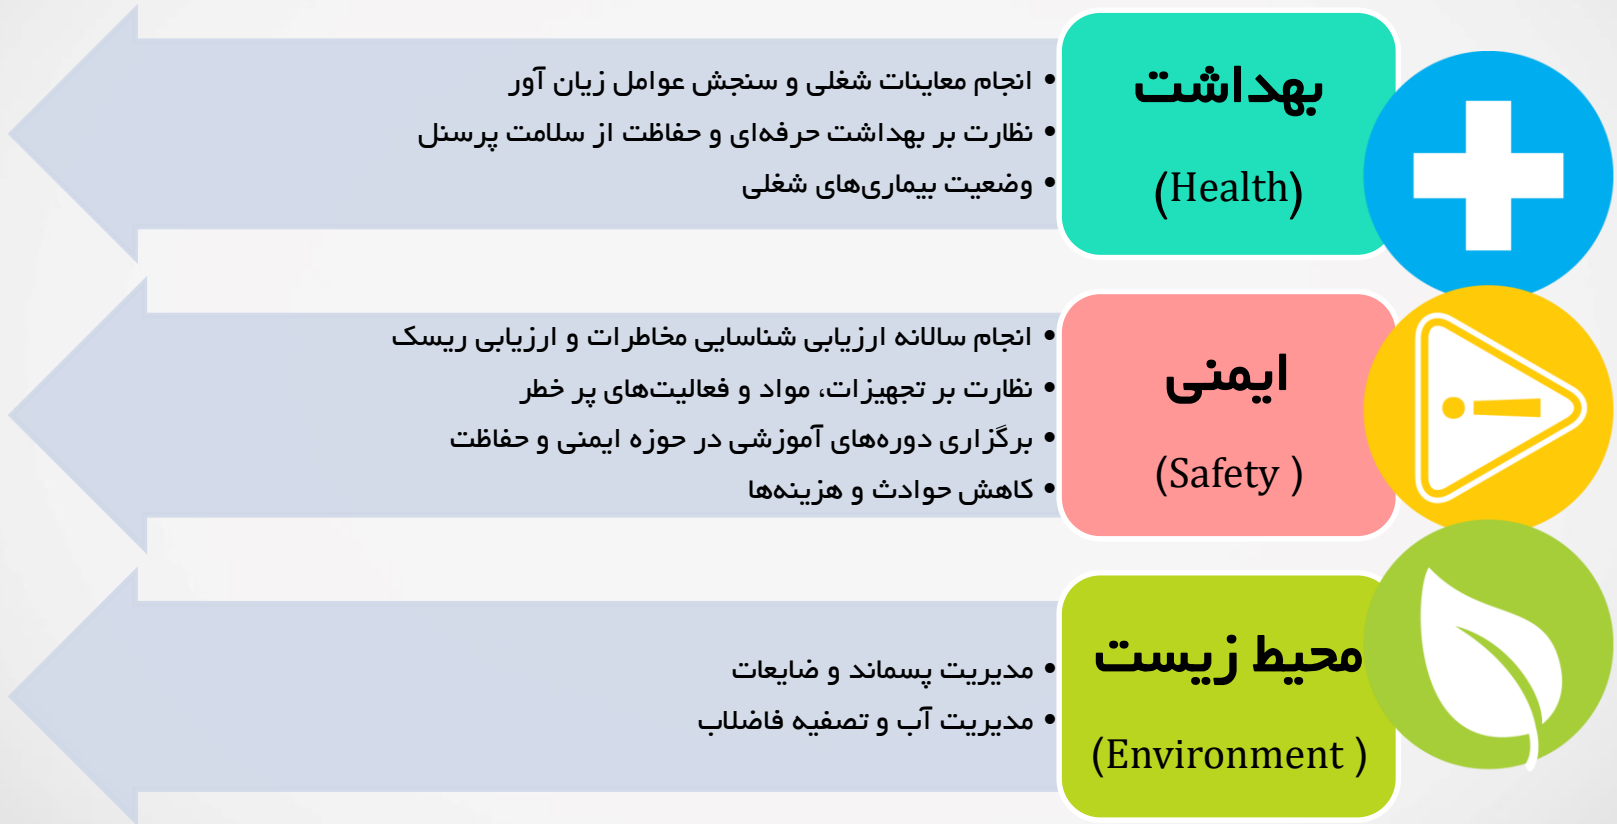 بهداشت
(Health)
• انجام معاینات شغلی و سنجش عوامل زیان آور
• نظارت بر بهداشت حرفه‌ای و حفاظت از سلامت پرسنل
• وضعیت بیماری‌های شغلی
ایمنی
(Safety )
• انجام سالانه ارزیابی شناسایی مخاطرات و ارزیابی ریسک
• نظارت بر تجهیزات، مواد و فعالیت‌های پر خطر
• برگزاری دوره‌های آموزشی در حوزه ایمنی و حفاظت
• کاهش حوادث و هزینه‌ها
محیط زیست
(Environment )
• مدیریت پسماند و ضایعات
• مدیریت آب و تصفیه فاضلاب